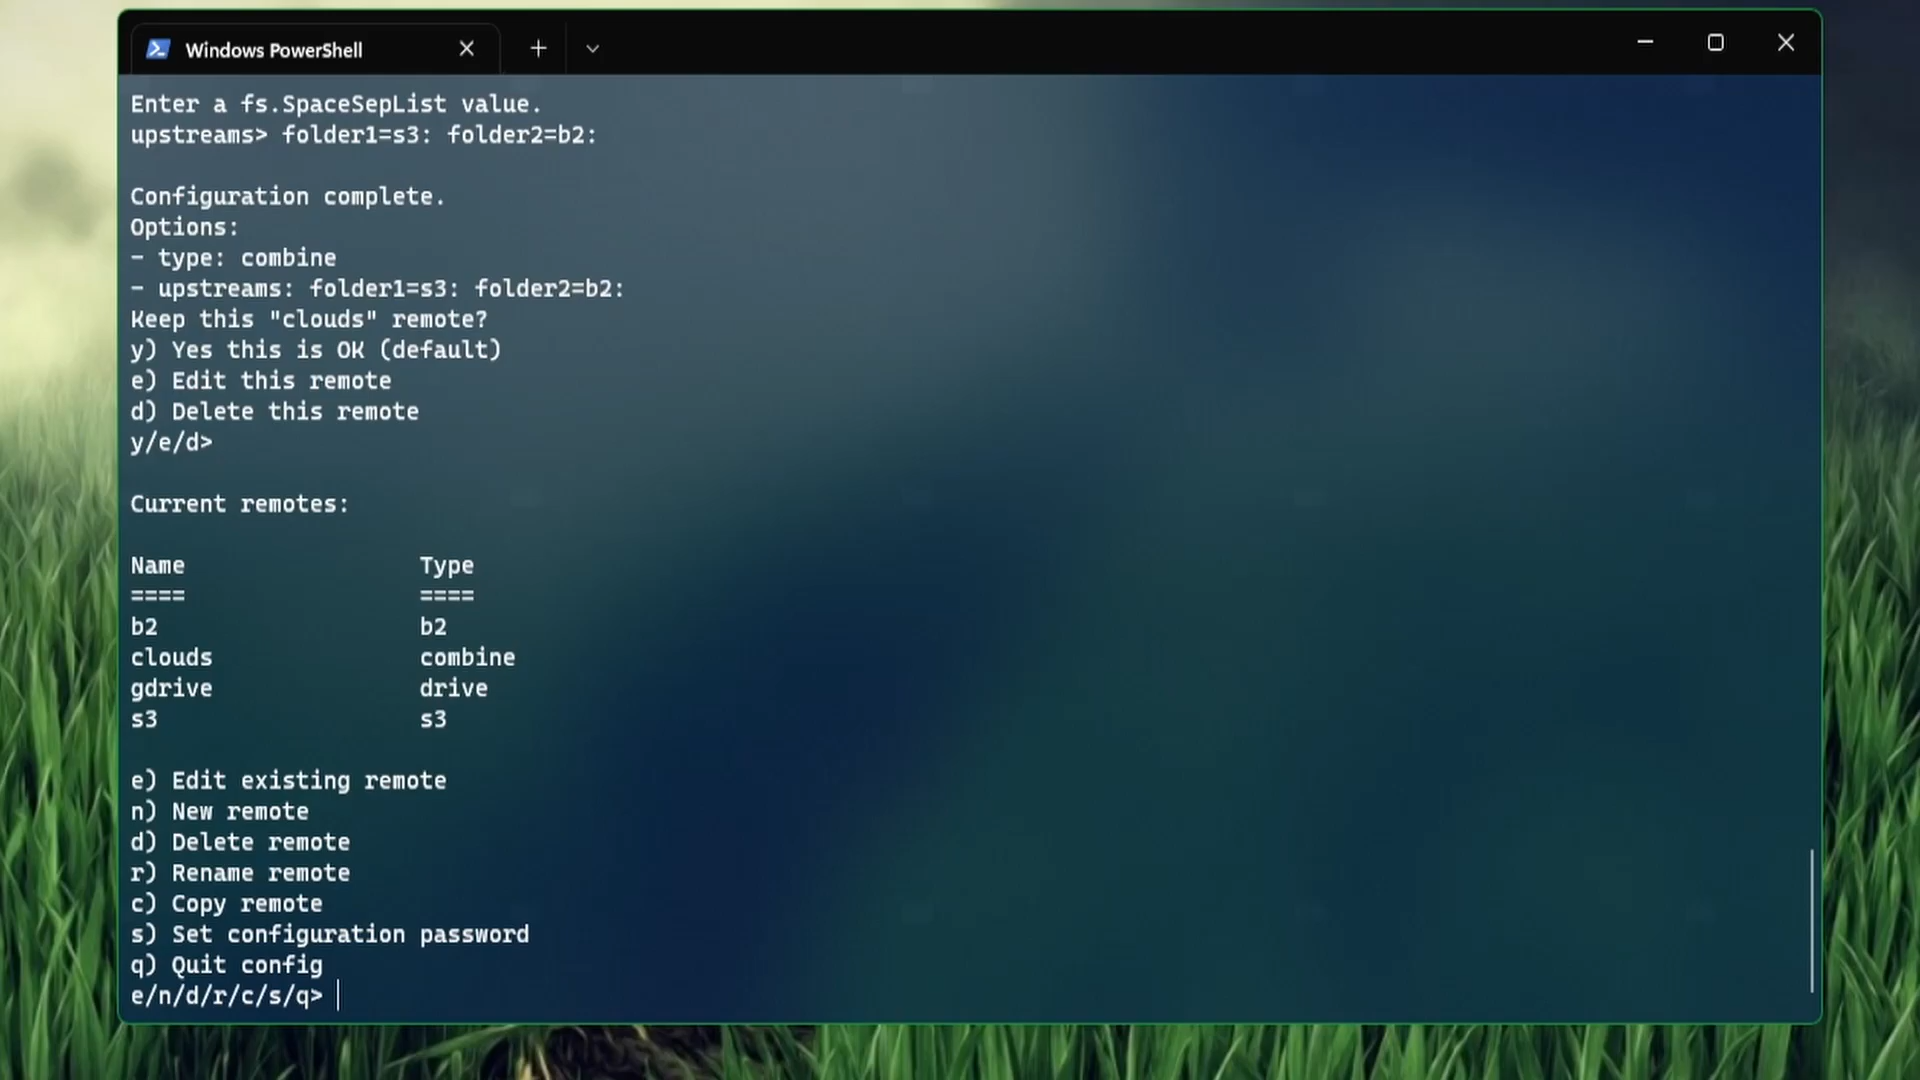 Windows PowerShell
Enter a fs.SpaceSepList value.
upstreams> folder1=s3: folder2=b2:
Configuration complete.
Options:
- type: combine
- upstreams: folder1=s3: folder2=b2:
Keep this "clouds" remote?
y) Yes this is OK (default)
e) Edit this remote
d) Delete this remote
y/e/d>
Current remotes:
Name                 Type
====                 ====
b2                   b2
clouds               combine
gdrive               drive
s3                   s3
e) Edit existing remote
n) New remote
d) Delete remote
r) Rename remote
c) Copy remote
s) Set configuration password
q) Quit config
e/n/d/r/c/s/q>